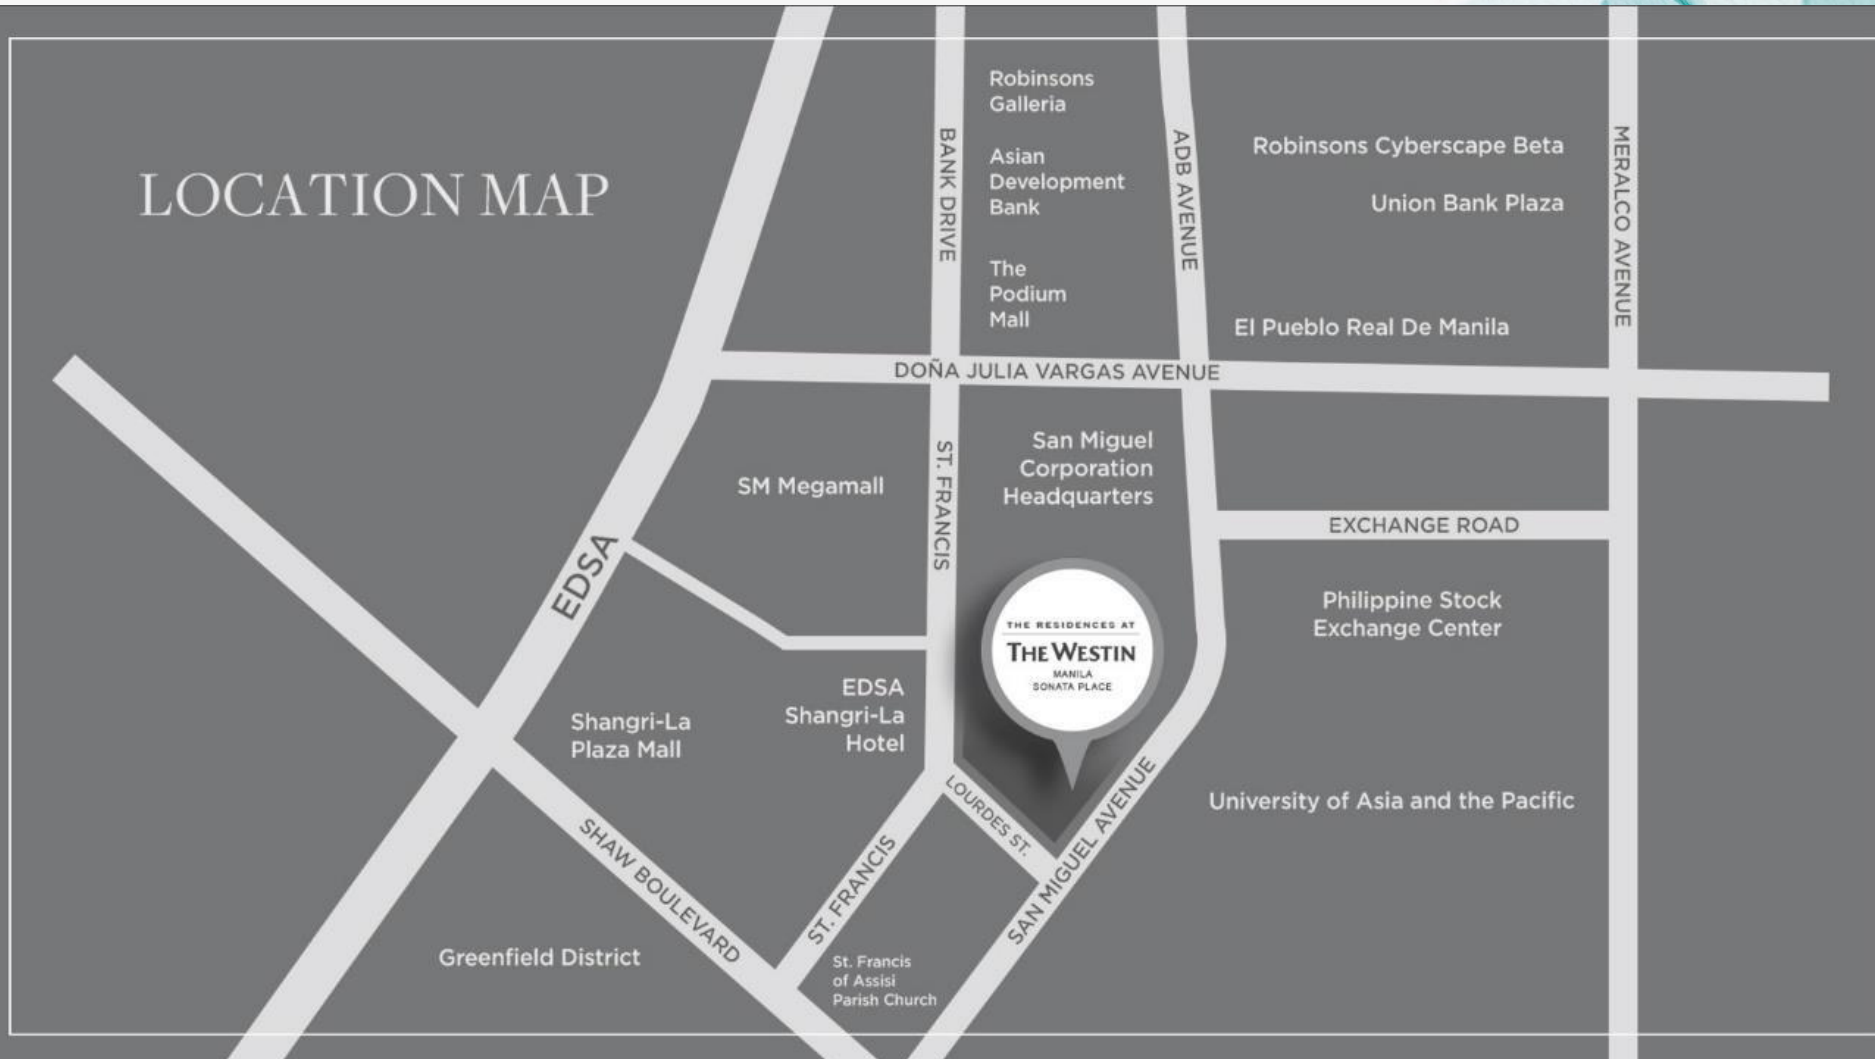 LOCATION MAP
Robinsons
Galleria
Asian
Development
Bank
The
Podium
Mall
BANK DRIVE
ADB AVENUE
Robinsons Cyberscape Beta
Union Bank Plaza
El Pueblo Real De Manila
MERALCO AVENUE
DOÑA JULIA VARGAS AVENUE
SM Megamall
ST. FRANCIS
San Miguel
Corporation
Headquarters
EXCHANGE ROAD
EDSA
Philippine Stock
Exchange Center
THE RESIDENCES AT
THE WESTIN
MANILA
SONATA PLACE
Shangri-La
Plaza Mall
EDSA
Shangri-La
Hotel
LOURDES ST.
SAN MIGUEL AVENUE
University of Asia and the Pacific
SHAW BOULEVARD
ST. FRANCIS
Greenfield District
St. Francis
of Assisi
Parish Church